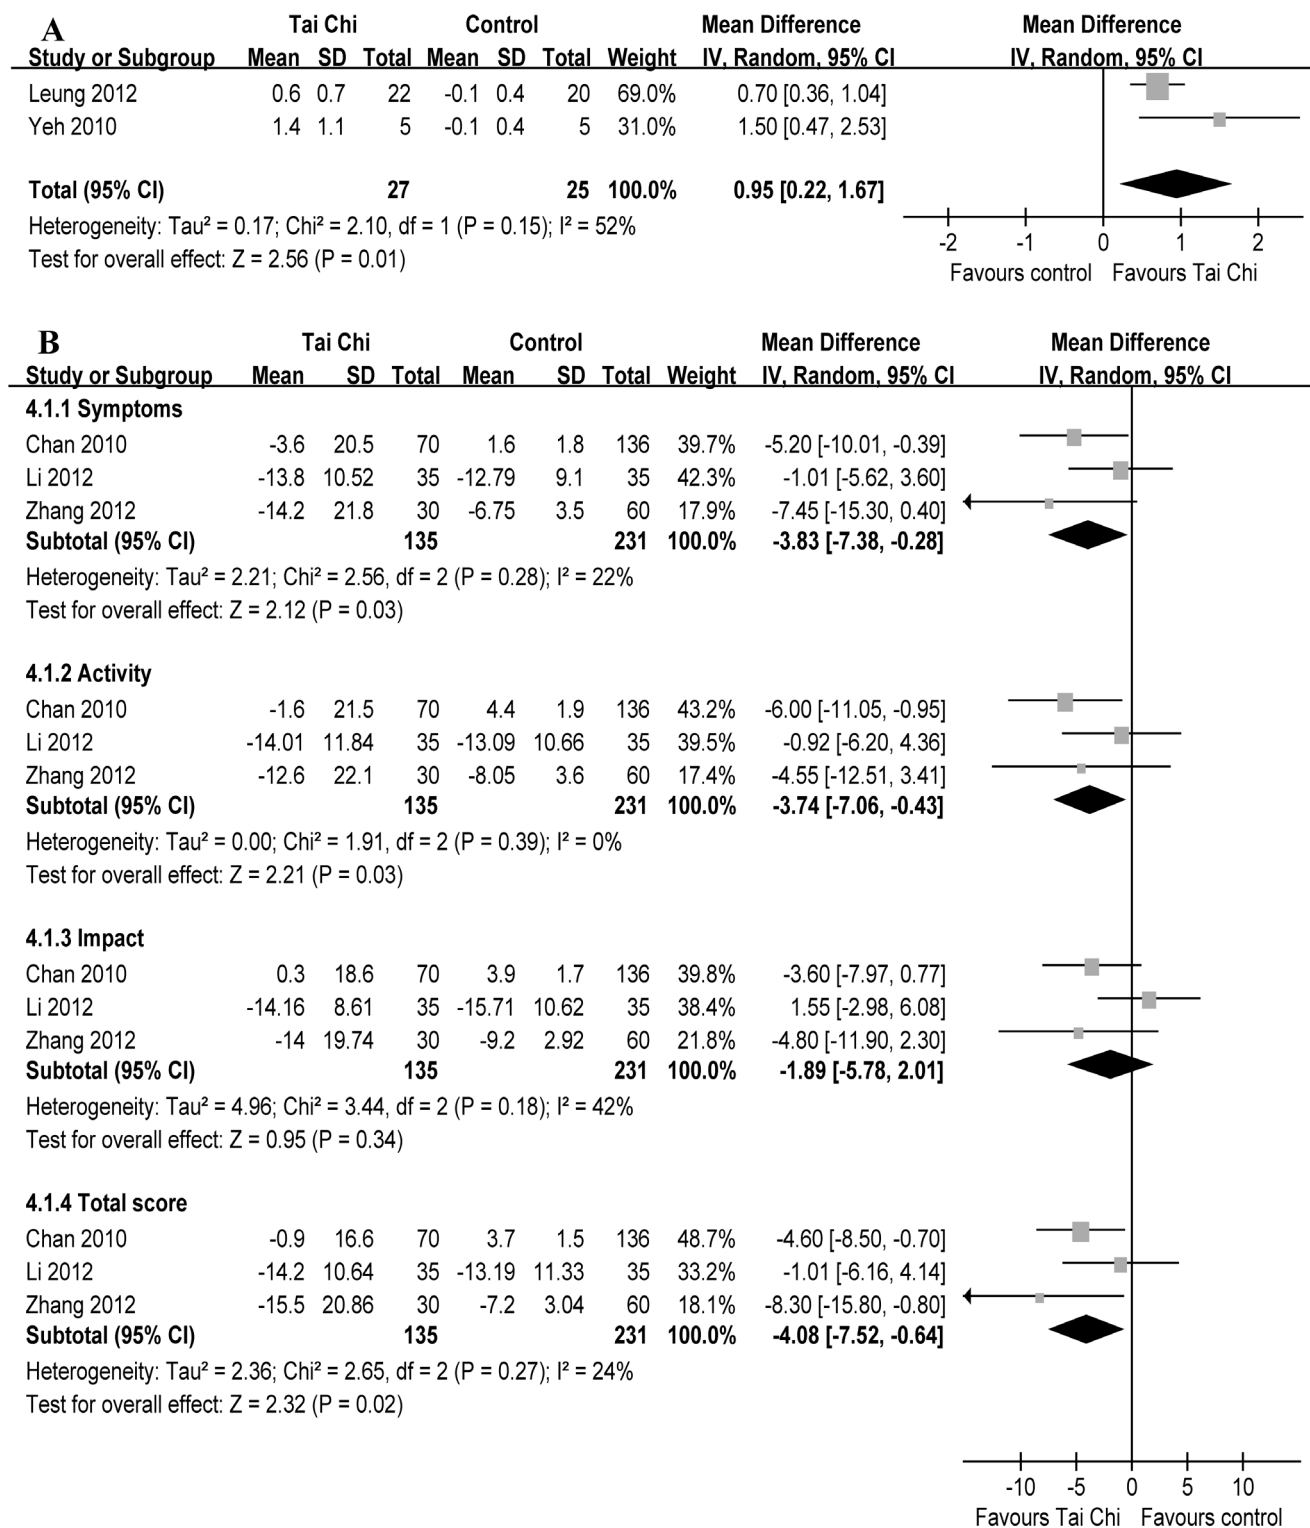 A
Tai Chi Control Mean Difference Mean Difference
Study or Subgroup Mean SD Total Mean SD Total Weight IV, Random, 95% CI IV, Random, 95% CI
Leung 2012 0.6 0.7 22 -0.1 0.4 20 69.0% 0.70 [0.36, 1.04]
Yeh 2010 1.4 1.1 5 -0.1 0.4 5 31.0% 1.50 [0.47, 2.53]
Total (95% CI) 27 25 100.0% 0.95 [0.22, 1.67]
Heterogeneity: Tau² = 0.17; Chi² = 2.10, df = 1 (P = 0.15); I² = 52%
Test for overall effect: Z = 2.56 (P = 0.01)
-2 -1 0 1 2
Favours control Favours Tai Chi
B
Tai Chi Control Mean Difference Mean Difference
Study or Subgroup Mean SD Total Mean SD Total Weight IV, Random, 95% CI IV, Random, 95% CI
4.1.1 Symptoms
Chan 2010 -3.6 20.5 70 1.6 1.8 136 39.7% -5.20 [-10.01, -0.39]
Li 2012 -13.8 10.52 35 -12.79 9.1 35 42.3% -1.01 [-5.62, 3.60]
Zhang 2012 -14.2 21.8 30 -6.75 3.5 60 17.9% -7.45 [-15.30, 0.40]
Subtotal (95% CI) 135 231 100.0% -3.83 [-7.38, -0.28]
Heterogeneity: Tau² = 2.21; Chi² = 2.56, df = 2 (P = 0.28); I² = 22%
Test for overall effect: Z = 2.12 (P = 0.03)
4.1.2 Activity
Chan 2010 -1.6 21.5 70 4.4 1.9 136 43.2% -6.00 [-11.05, -0.95]
Li 2012 -14.01 11.84 35 -13.09 10.66 35 39.5% -0.92 [-6.20, 4.36]
Zhang 2012 -12.6 22.1 30 -8.05 3.6 60 17.4% -4.55 [-12.51, 3.41]
Subtotal (95% CI) 135 231 100.0% -3.74 [-7.06, -0.43]
Heterogeneity: Tau² = 0.00; Chi² = 1.91, df = 2 (P = 0.39); I² = 0%
Test for overall effect: Z = 2.21 (P = 0.03)
4.1.3 Impact
Chan 2010 0.3 18.6 70 3.9 1.7 136 39.8% -3.60 [-7.97, 0.77]
Li 2012 -14.16 8.61 35 -15.71 10.62 35 38.4% 1.55 [-2.98, 6.08]
Zhang 2012 -14 19.74 30 -9.2 2.92 60 21.8% -4.80 [-11.90, 2.30]
Subtotal (95% CI) 135 231 100.0% -1.89 [-5.78, 2.01]
Heterogeneity: Tau² = 4.96; Chi² = 3.44, df = 2 (P = 0.18); I² = 42%
Test for overall effect: Z = 0.95 (P = 0.34)
4.1.4 Total score
Chan 2010 -0.9 16.6 70 3.7 1.5 136 48.7% -4.60 [-8.50, -0.70]
Li 2012 -14.2 10.64 35 -13.19 11.33 35 33.2% -1.01 [-6.16, 4.14]
Zhang 2012 -15.5 20.86 30 -7.2 3.04 60 18.1% -8.30 [-15.80, -0.80]
Subtotal (95% CI) 135 231 100.0% -4.08 [-7.52, -0.64]
Heterogeneity: Tau² = 2.36; Chi² = 2.65, df = 2 (P = 0.27); I² = 24%
Test for overall effect: Z = 2.32 (P = 0.02)
-10 -5 0 5 10
Favours Tai Chi Favours control